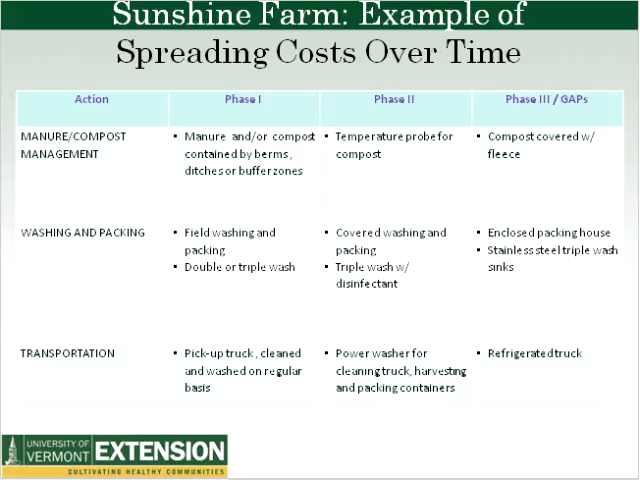 Sunshine Farm: Example of
Spreading Costs Over Time
Action Phase I Phase II Phase III / GAPs
MANURE/COMPOST MANAGEMENT
• Manure and/or compost contained by berms, ditches or buffer zones
• Temperature probe for compost
• Compost covered w/ fleece
WASHING AND PACKING
• Field washing and packing
• Double or triple wash
• Covered washing and packing
• Triple wash w/ disinfectant
• Enclosed packing house
• Stainless steel triple wash sinks
TRANSPORTATION
• Pick-up truck, cleaned and washed on regular basis
• Power washer for cleaning truck, harvesting and packing containers
• Refrigerated truck
UNIVERSITY OF
VERMONT EXTENSION
CULTIVATING HEALTHY COMMUNITIES